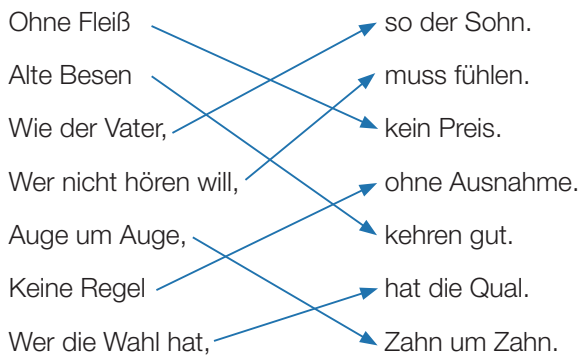 Ohne Fleiß so der Sohn.
Alte Besen muss fühlen.
Wie der Vater, kein Preis.
Wer nicht hören will, ohne Ausnahme.
Auge um Auge, kehren gut.
Keine Regel hat die Qual.
Wer die Wahl hat, Zahn um Zahn.